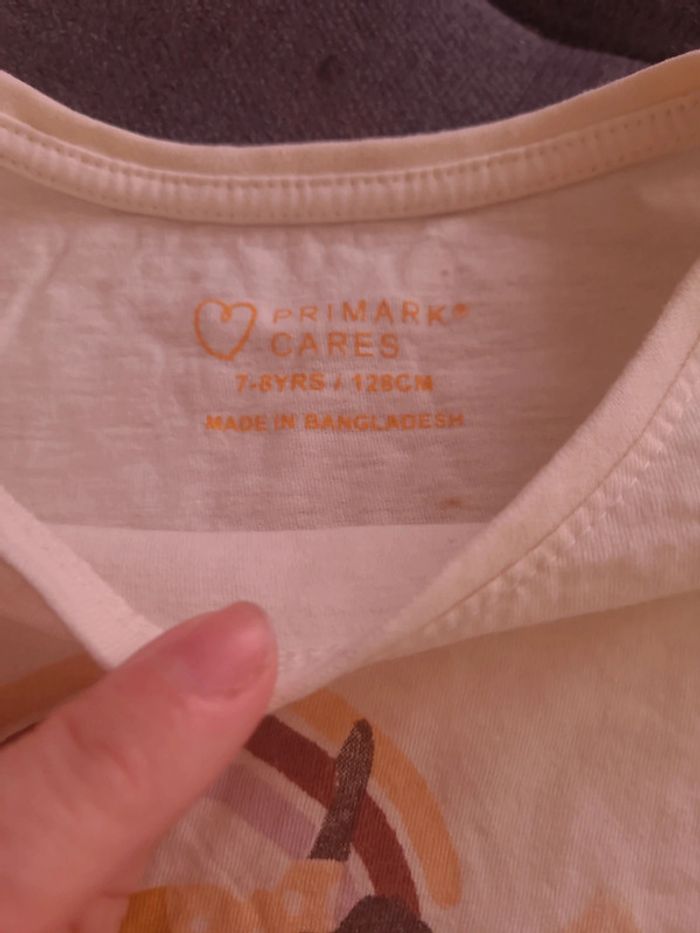 PRIMARK®
CARES
7-8YRS / 128CM
MADE IN BANGLADESH